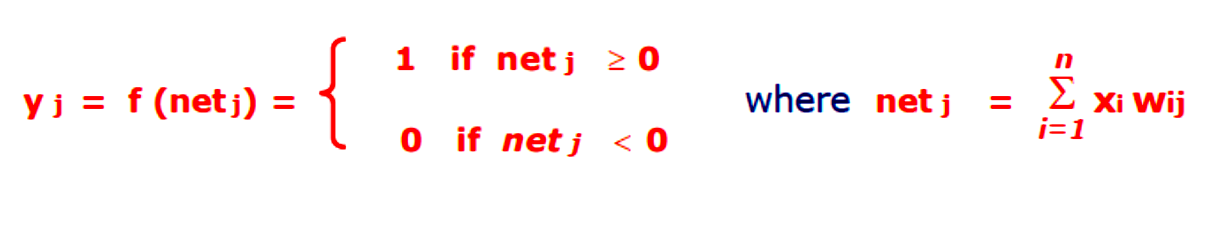 n
1 if net j ≥ 0
y j = f (net j) = { where net j = Σ xi wij
i=1
0 if net j < 0